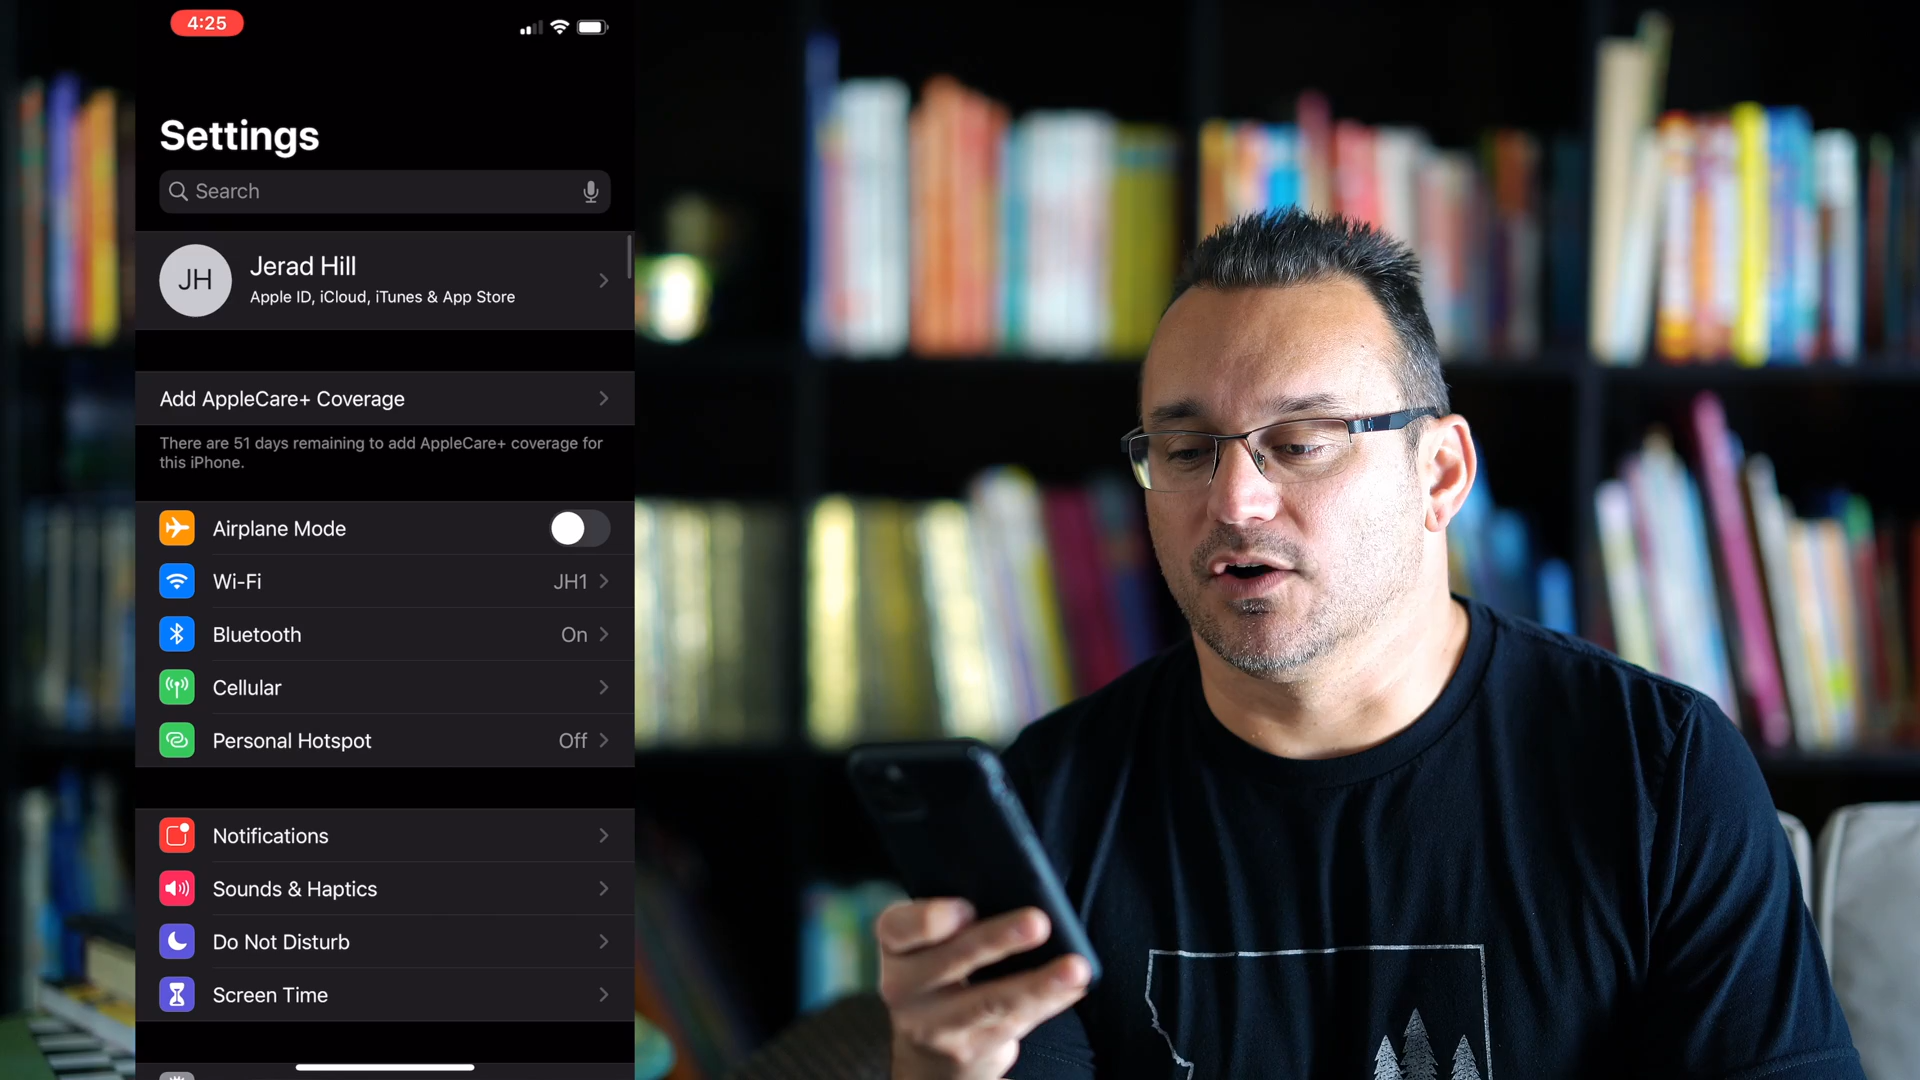 4:25
Settings
Search
JH
Jerad Hill
Apple ID, iCloud, iTunes & App Store
Add AppleCare+ Coverage
There are 51 days remaining to add AppleCare+ coverage for
this iPhone.
Airplane Mode
Wi-Fi JH1
Bluetooth On
Cellular
Personal Hotspot Off
Notifications
Sounds & Haptics
Do Not Disturb
Screen Time